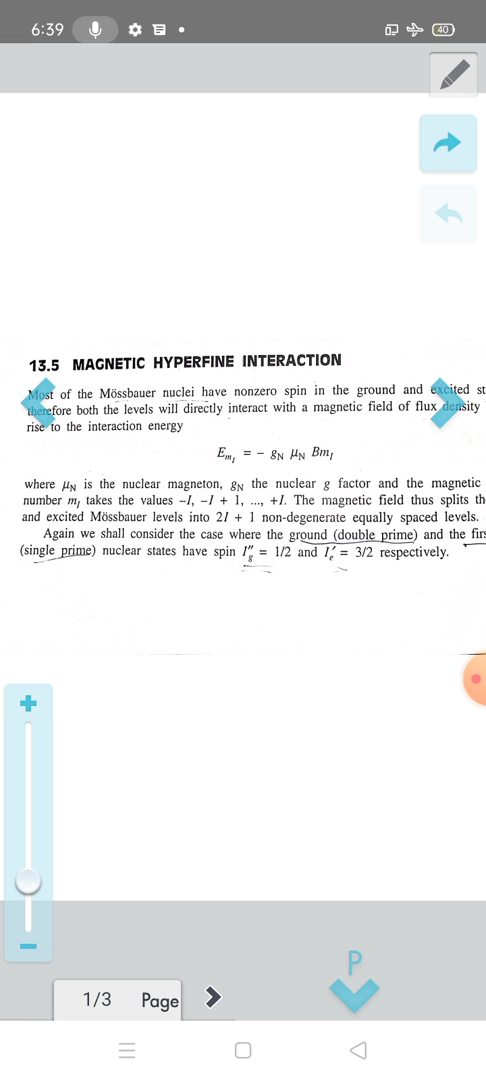 6:39
40
13.5 MAGNETIC HYPERFINE INTERACTION
Most of the Mössbauer nuclei have nonzero spin in the ground and excited st
therefore both the levels will directly interact with a magnetic field of flux density
rise to the interaction energy
E_{m_I} = − g_N μ_N Bm_I
where μ_N is the nuclear magneton, g_N the nuclear g factor and the magnetic
number m_I takes the values −I, −I + 1, ..., +I. The magnetic field thus splits th
and excited Mössbauer levels into 2I + 1 non-degenerate equally spaced levels.
Again we shall consider the case where the ground (double prime) and the firs
(single prime) nuclear states have spin I''_g = 1/2 and I'_e = 3/2 respectively.
P
1/3 Page